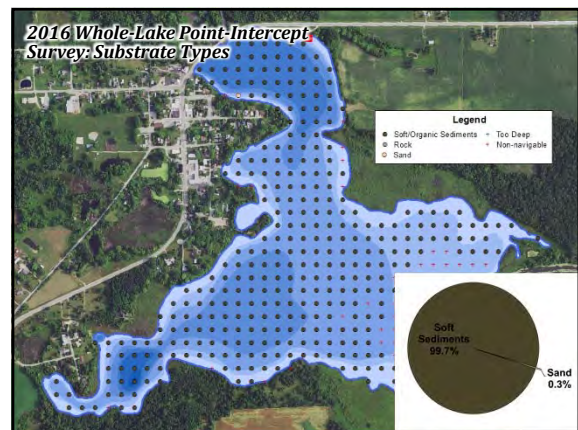 2016 Whole-Lake Point-Intercept
Survey: Substrate Types
Legend
Soft/Organic Sediments
Rock
Sand
Too Deep
Non-navigable
Soft
Sediments
99.7%
Sand
0.3%